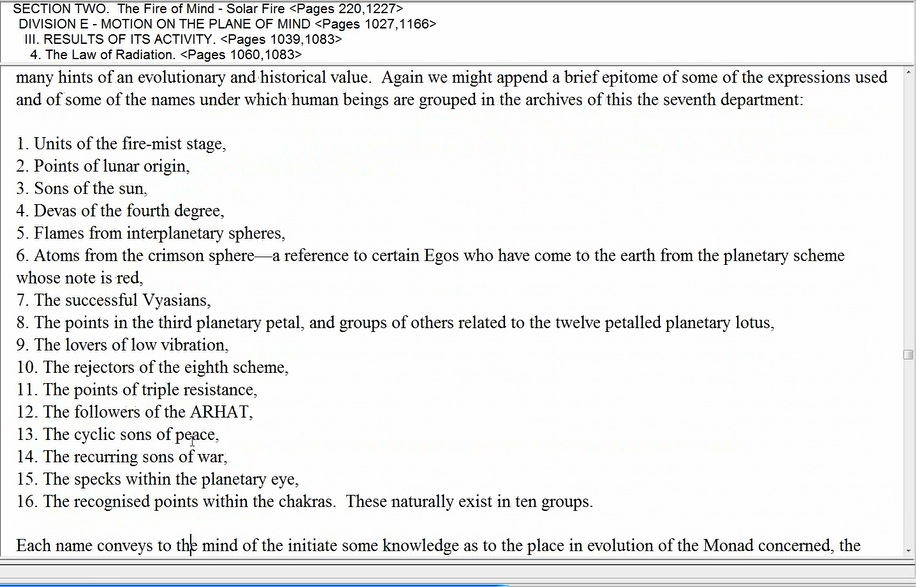 SECTION TWO.  The Fire of Mind - Solar Fire <Pages 220,1227>
DIVISION E - MOTION ON THE PLANE OF MIND <Pages 1027,1166>
III. RESULTS OF ITS ACTIVITY. <Pages 1039,1083>
4. The Law of Radiation. <Pages 1060,1083>
many hints of an evolutionary and historical value.  Again we might append a brief epitome of some of the expressions used
and of some of the names under which human beings are grouped in the archives of this the seventh department:
1. Units of the fire-mist stage,
2. Points of lunar origin,
3. Sons of the sun,
4. Devas of the fourth degree,
5. Flames from interplanetary spheres,
6. Atoms from the crimson sphere—a reference to certain Egos who have come to the earth from the planetary scheme
whose note is red,
7. The successful Vyasians,
8. The points in the third planetary petal, and groups of others related to the twelve petalled planetary lotus,
9. The lovers of low vibration,
10. The rejectors of the eighth scheme,
11. The points of triple resistance,
12. The followers of the ARHAT,
13. The cyclic sons of peace,
14. The recurring sons of war,
15. The specks within the planetary eye,
16. The recognised points within the chakras.  These naturally exist in ten groups.
Each name conveys to the mind of the initiate some knowledge as to the place in evolution of the Monad concerned, the